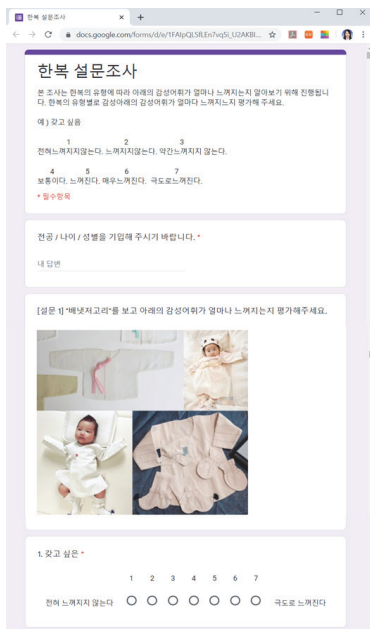 한복 설문조사
docs.google.com/forms/d/e/1FAIpQLSfLEn7vq5i_U2AKBl...
한복 설문조사
본 조사는 한복의 유형에 따라 아래의 감성어휘가 얼마나 느껴지는지 알아보기 위해 진행됩니
다. 한복의 유형별로 감성아래의 감성어휘가 얼마다 느껴지느지 평가해 주세요.
예 ) 갖고 싶음
1 2 3
전혀느껴지지않는다. 느껴지지않는다. 약간느껴지지 않는다.
4 5 6 7
보통이다. 느껴진다. 매우느껴진다. 극도로느껴진다.
* 필수항목
전공 / 나이 / 성별을 기입해 주시기 바랍니다. *
내 답변
[설문 1] "배냇저고리"를 보고 아래의 감성어휘가 얼마나 느껴지는지 평가해주세요.
1. 갖고 싶은 *
1 2 3 4 5 6 7
전혀 느껴지지 않는다 극도로 느껴진다